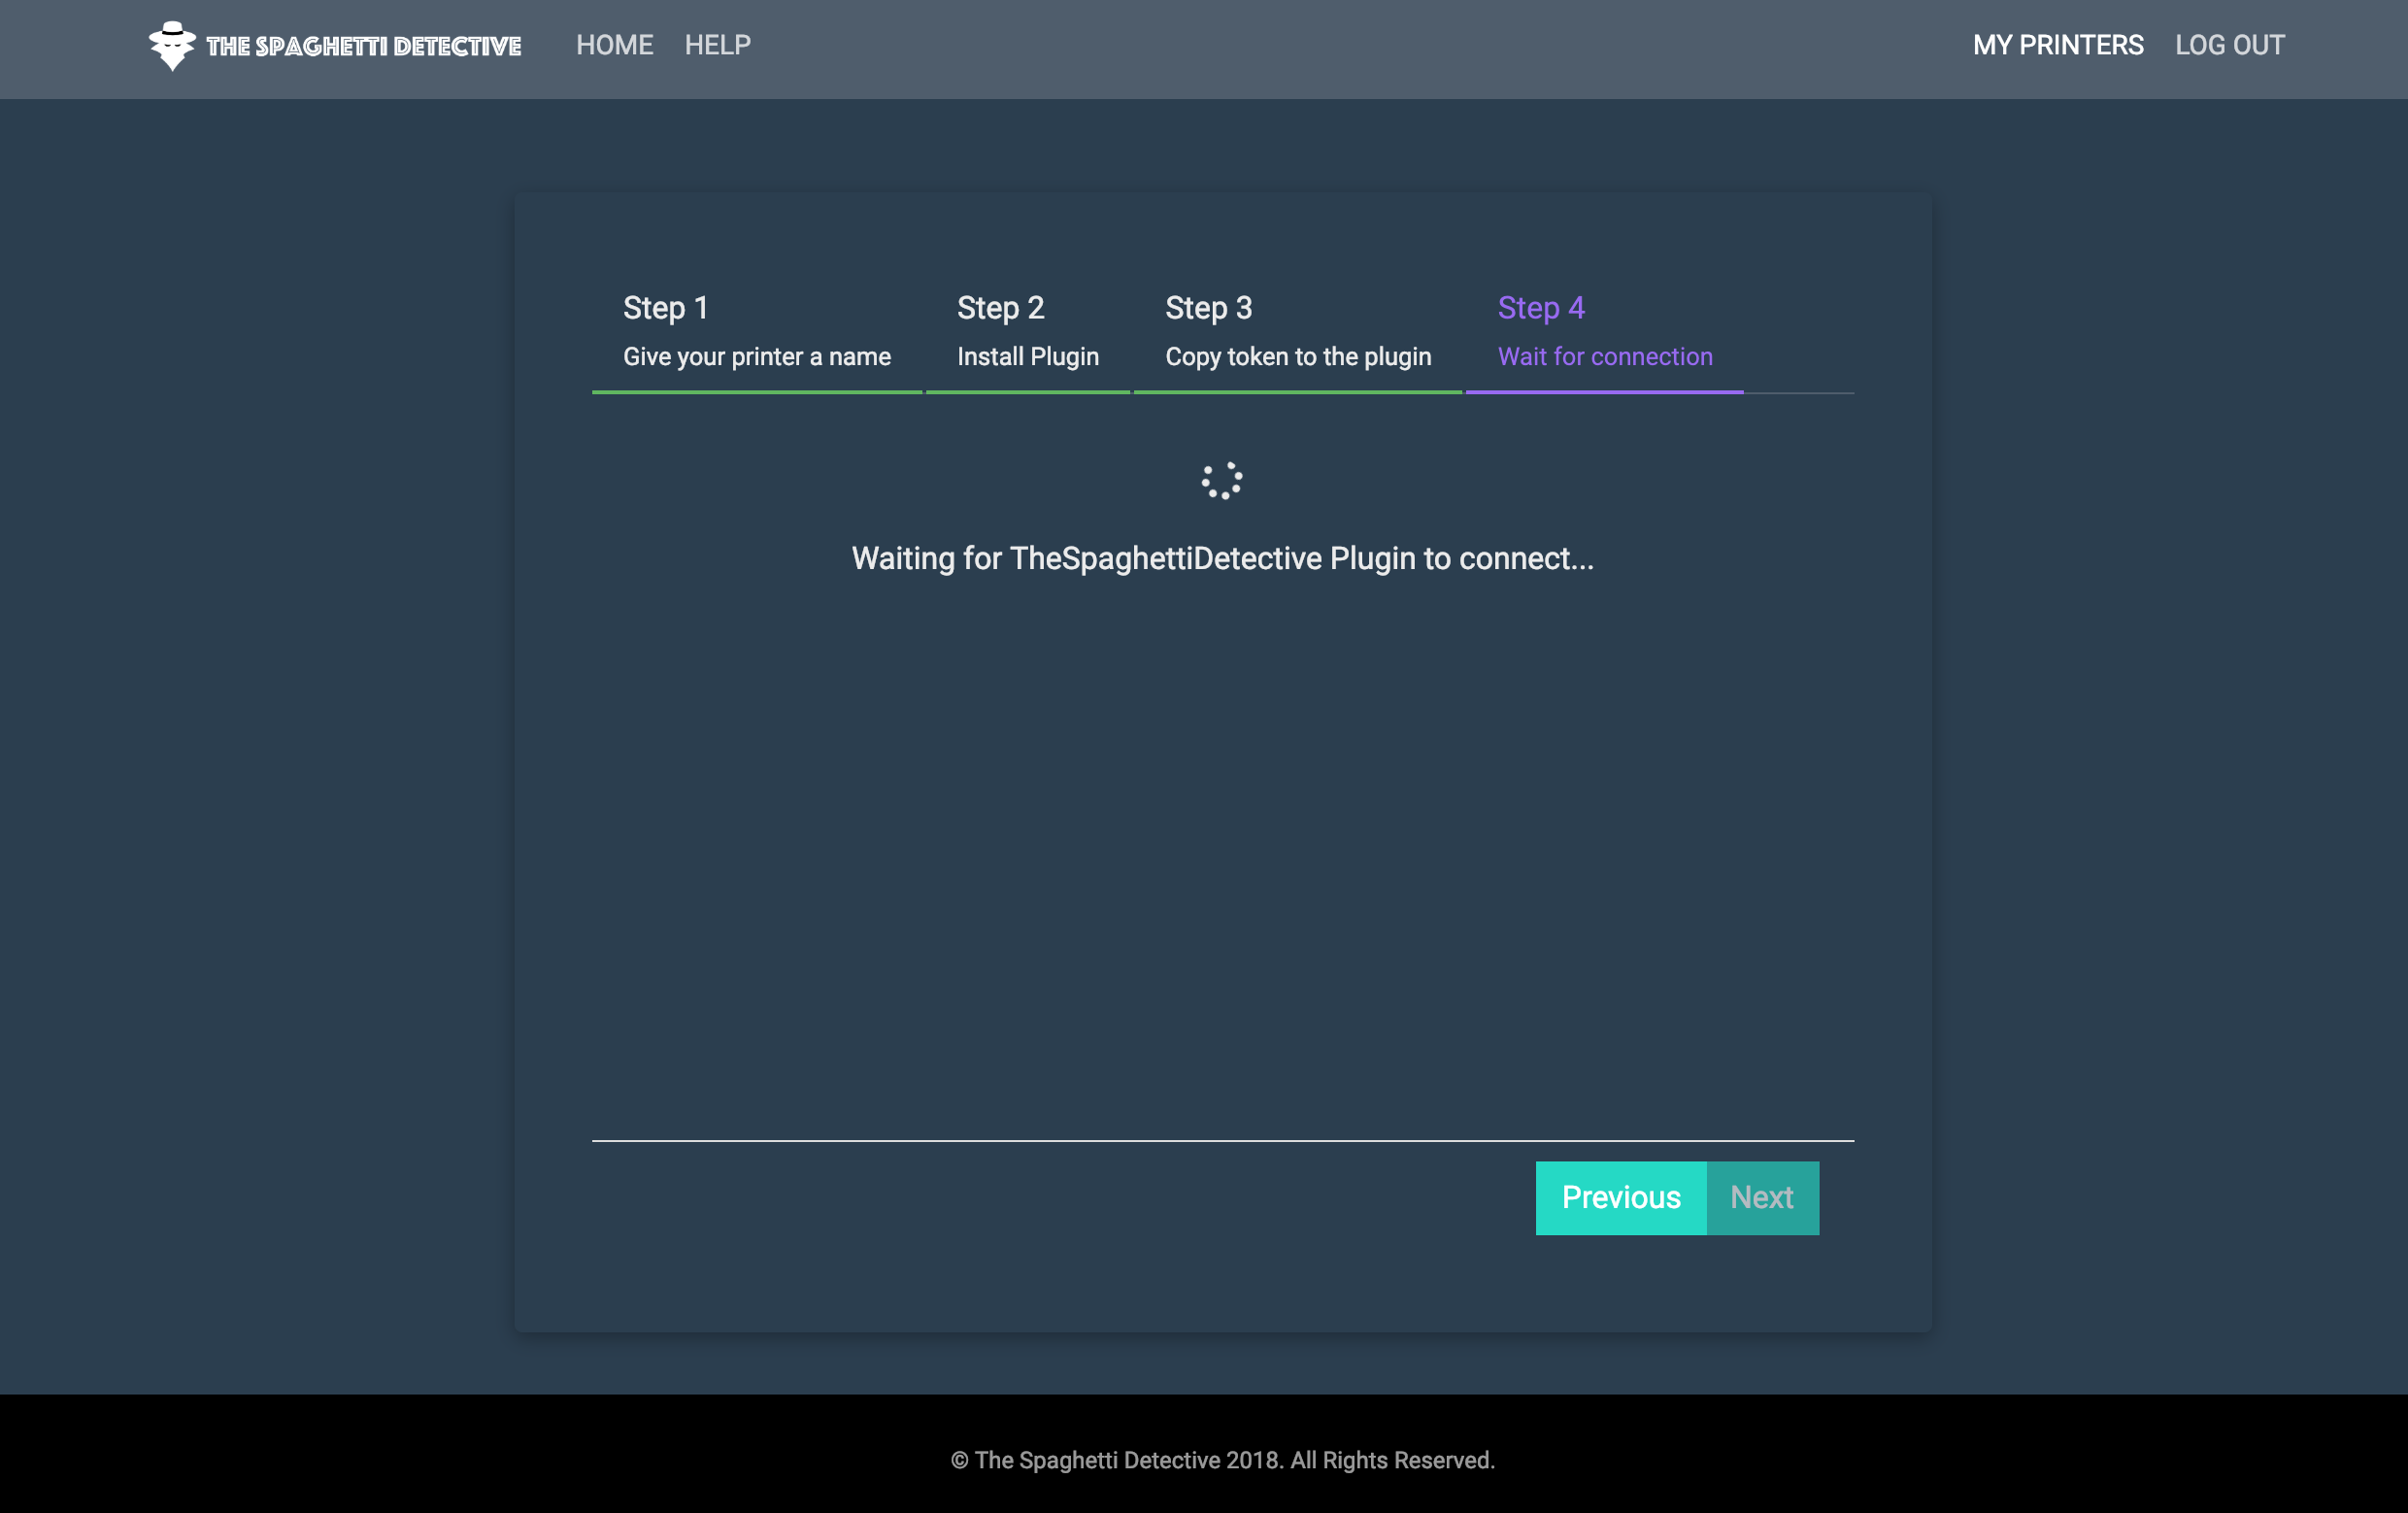 THE SPAGHETTI DETECTIVE HOME HELP MY PRINTERS LOG OUT
Step 1 Step 2 Step 3 Step 4
Give your printer a name Install Plugin Copy token to the plugin Wait for connection
Waiting for TheSpaghettiDetective Plugin to connect...
Previous Next
© The Spaghetti Detective 2018. All Rights Reserved.